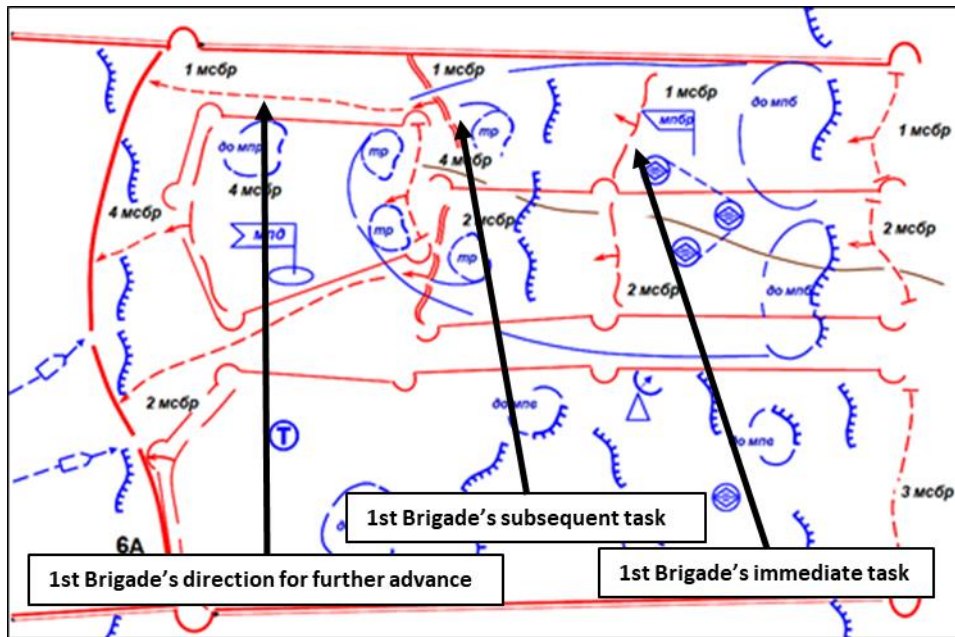 1 мсбр
1 мсбр
1 мсбр
до мпб
1 мсбр
мпбр
до мпр
тр
тр
4 мсбр
4 мсбр
4 мсбр
2 мсбр
2 мсбр
мпд
тр
тр
2 мсбр
до мпб
2 мсбр
до мпв
до мпв
T
3 мсбр
1st Brigade's subsequent task
6А
1st Brigade's direction for further advance
1st Brigade's immediate task